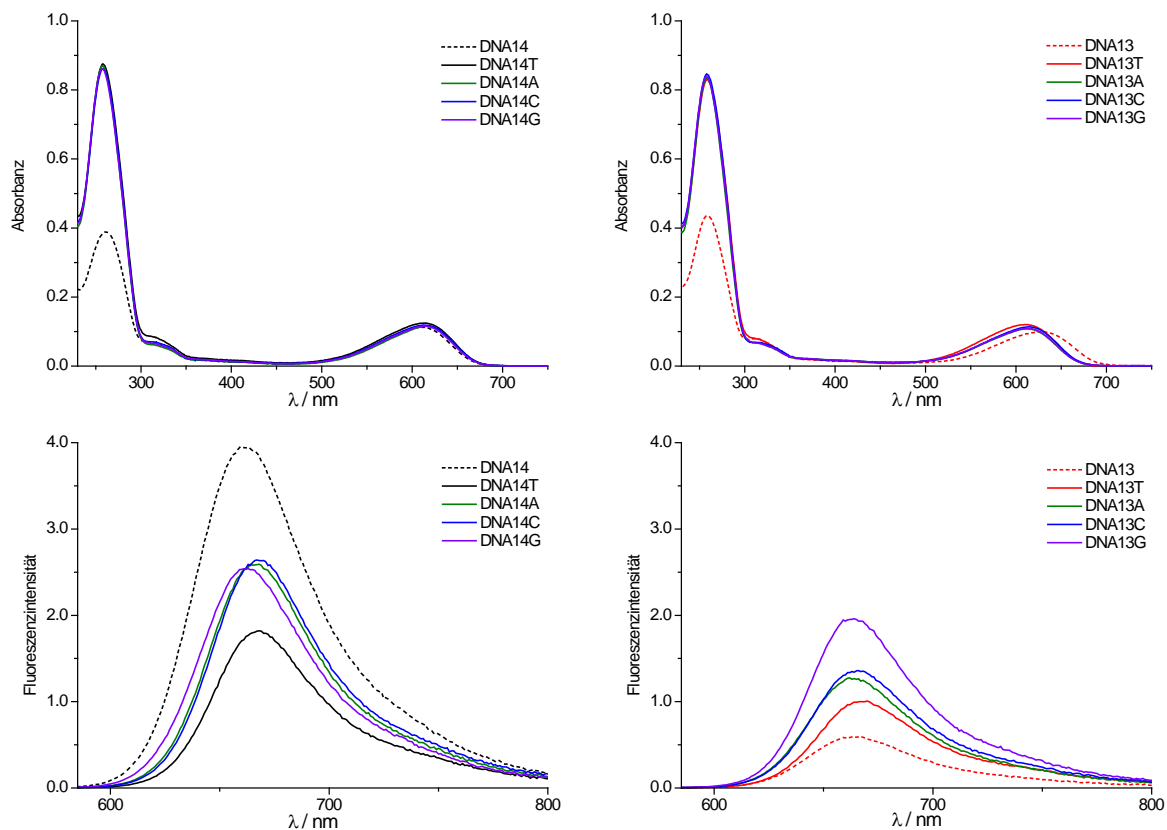 1.0
0.8
0.6
0.4
0.2
0.0
Absorbanz
300
400
500
600
700
λ / nm
DNA14
DNA14T
DNA14A
DNA14C
DNA14G
1.0
0.8
0.6
0.4
0.2
0.0
Absorbanz
300
400
500
600
700
λ / nm
DNA13
DNA13T
DNA13A
DNA13C
DNA13G
4.0
3.0
2.0
1.0
0.0
Fluoreszenzintensität
600
700
800
λ / nm
DNA14
DNA14T
DNA14A
DNA14C
DNA14G
4.0
3.0
2.0
1.0
0.0
Fluoreszenzintensität
600
700
800
λ / nm
DNA13
DNA13T
DNA13A
DNA13C
DNA13G